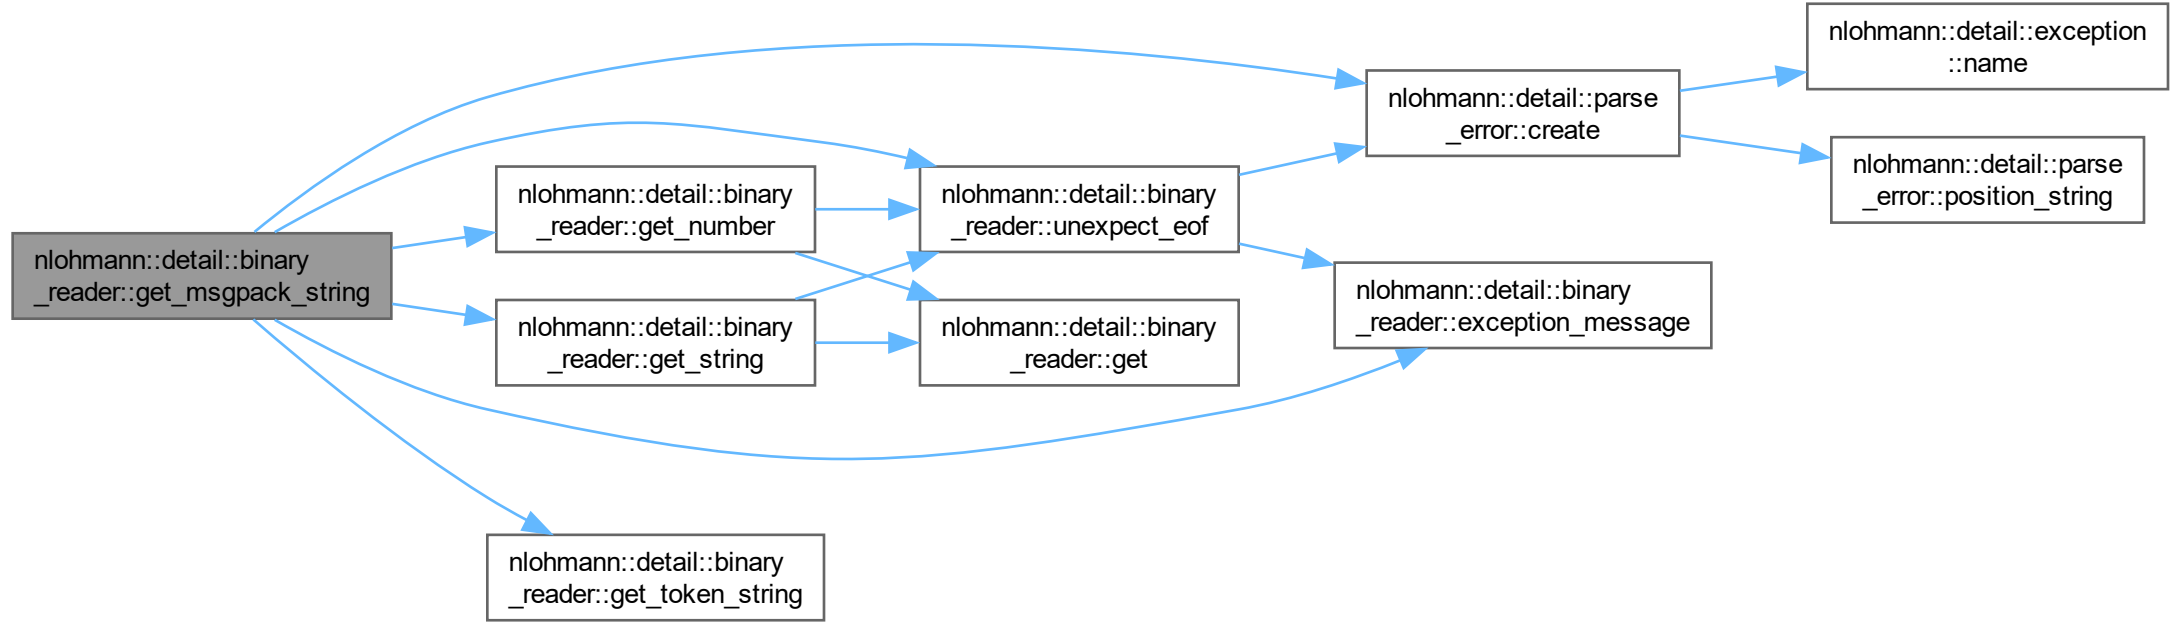 nlohmann::detail::binary
_reader::get_msgpack_string
nlohmann::detail::binary
_reader::get_number
nlohmann::detail::binary
_reader::get_string
nlohmann::detail::binary
_reader::get_token_string
nlohmann::detail::binary
_reader::unexpect_eof
nlohmann::detail::binary
_reader::get
nlohmann::detail::parse
_error::create
nlohmann::detail::binary
_reader::exception_message
nlohmann::detail::exception
::name
nlohmann::detail::parse
_error::position_string